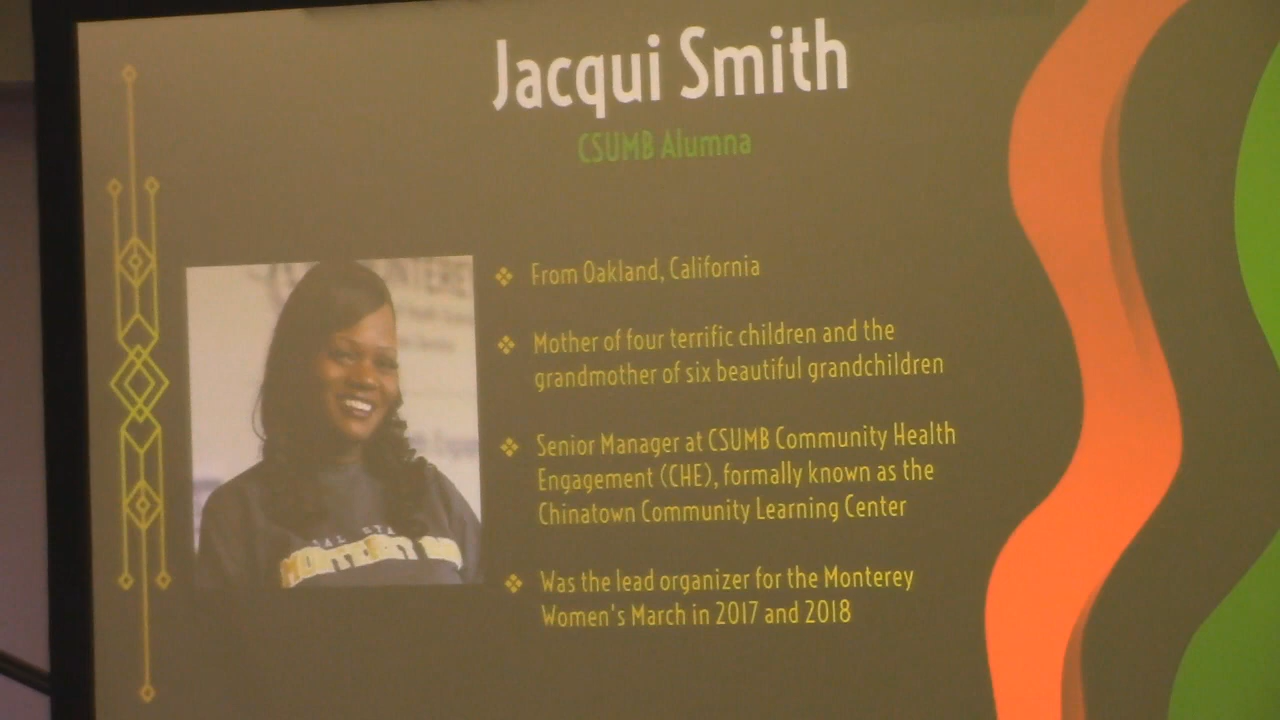 Jacqui Smith
CSUMB Alumna
From Oakland, California
Mother of four terrific children and the
grandmother of six beautiful grandchildren
Senior Manager at CSUMB Community Health
Engagement (CHE), formally known as the
Chinatown Community Learning Center
Was the lead organizer for the Monterey
Women's March in 2017 and 2018